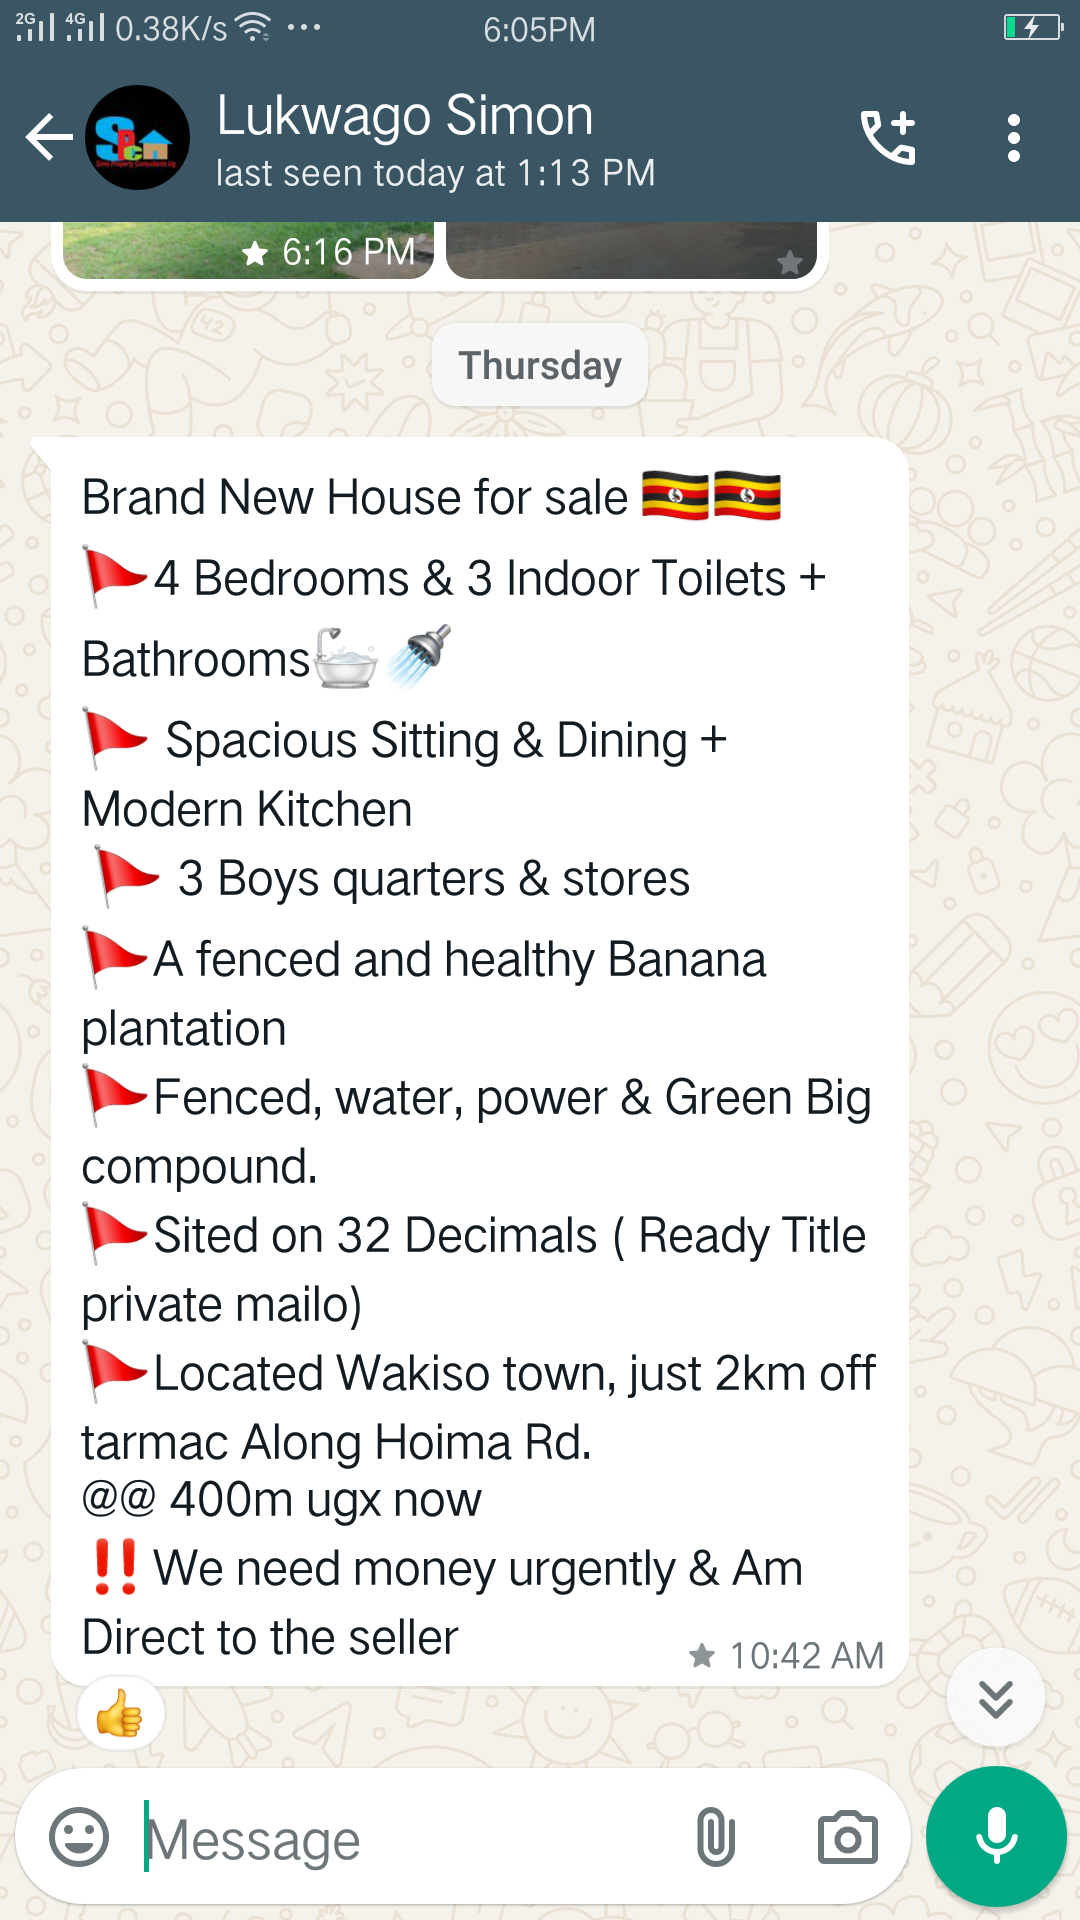 2G 4G 0.38K/s 6:05PM
Lukwago Simon
last seen today at 1:13 PM
6:16 PM
Thursday
Brand New House for sale 🇺🇬🇺🇬
🚩4 Bedrooms & 3 Indoor Toilets +
Bathrooms🛁🚿
🚩 Spacious Sitting & Dining +
Modern Kitchen
🚩 3 Boys quarters & stores
🚩A fenced and healthy Banana
plantation
🚩Fenced, water, power & Green Big
compound.
🚩Sited on 32 Decimals ( Ready Title
private mailo)
🚩Located Wakiso town, just 2km off
tarmac Along Hoima Rd.
@@ 400m ugx now
‼️We need money urgently & Am
Direct to the seller
10:42 AM
👍
Message